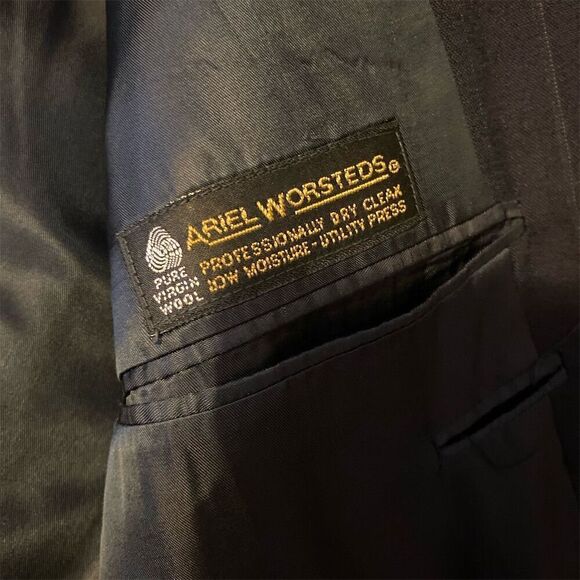 ARIEL WORSTEDS®
PROFESSIONALLY DRY CLEAN
LOW MOISTURE-UTILITY PRESS
PURE
VIRGIN
WOOL